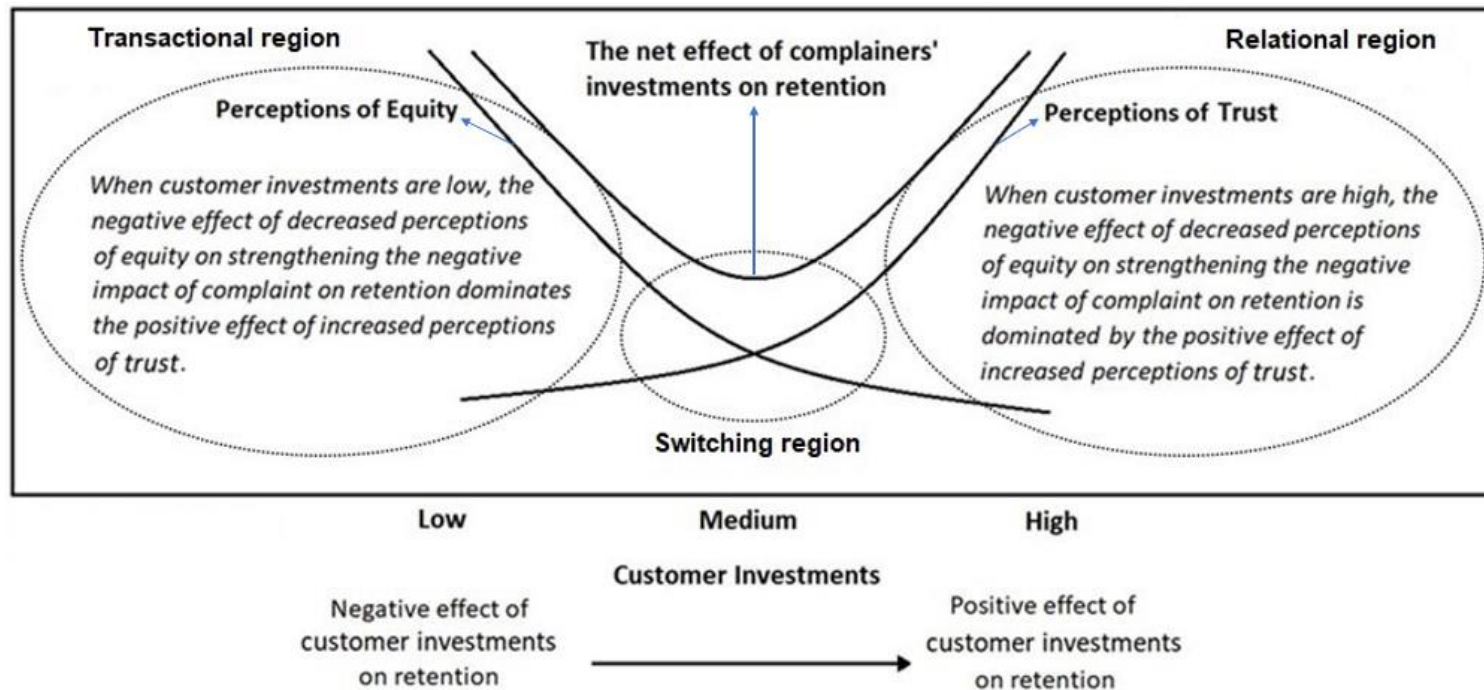 Transactional region
The net effect of complainers'
investments on retention
Relational region
Perceptions of Equity
Perceptions of Trust
When customer investments are low, the
negative effect of decreased perceptions
of equity on strengthening the negative
impact of complaint on retention dominates
the positive effect of increased perceptions
of trust.
When customer investments are high, the
negative effect of decreased perceptions
of equity on strengthening the negative
impact of complaint on retention is
dominated by the positive effect of
increased perceptions of trust.
Switching region
Low
Medium
High
Customer Investments
Negative effect of
customer investments
on retention
Positive effect of
customer investments
on retention